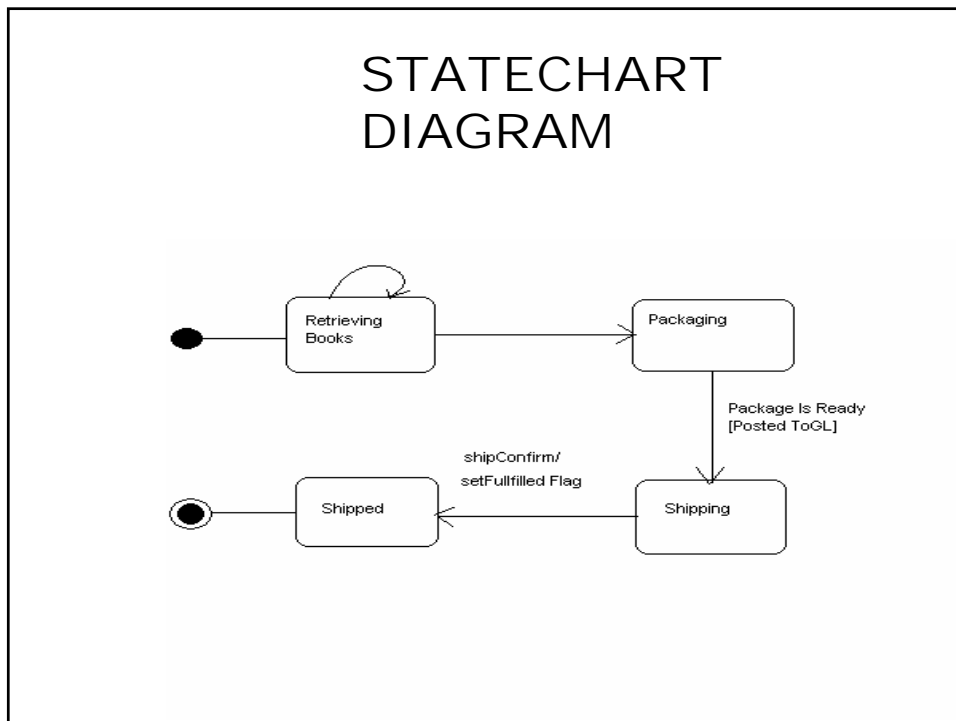 STATECHART
DIAGRAM
Retrieving
Books
Packaging
Package Is Ready
[Posted ToGL]
shipConfirm/
setFullfilled Flag
Shipped
Shipping